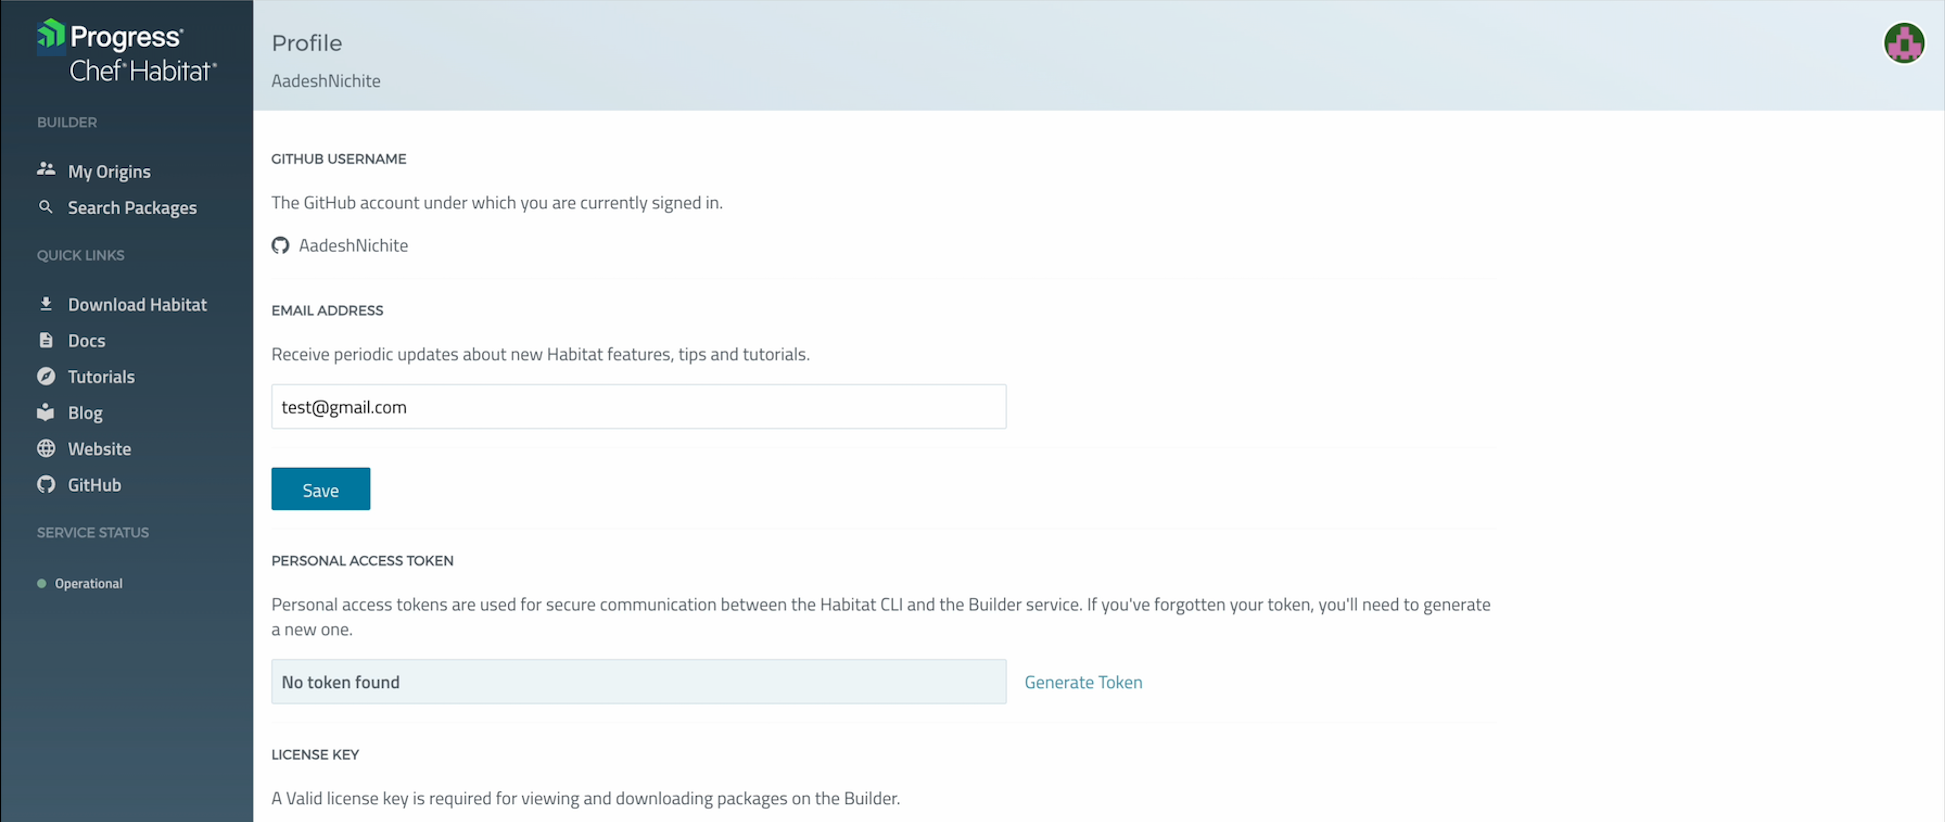 Progress®
Chef® Habitat®
BUILDER
My Origins
Search Packages
QUICK LINKS
Download Habitat
Docs
Tutorials
Blog
Website
GitHub
SERVICE STATUS
Operational
Profile
AadeshNichite
GITHUB USERNAME
The GitHub account under which you are currently signed in.
AadeshNichite
EMAIL ADDRESS
Receive periodic updates about new Habitat features, tips and tutorials.
test@gmail.com
Save
PERSONAL ACCESS TOKEN
Personal access tokens are used for secure communication between the Habitat CLI and the Builder service. If you've forgotten your token, you'll need to generate
a new one.
No token found
Generate Token
LICENSE KEY
A Valid license key is required for viewing and downloading packages on the Builder.